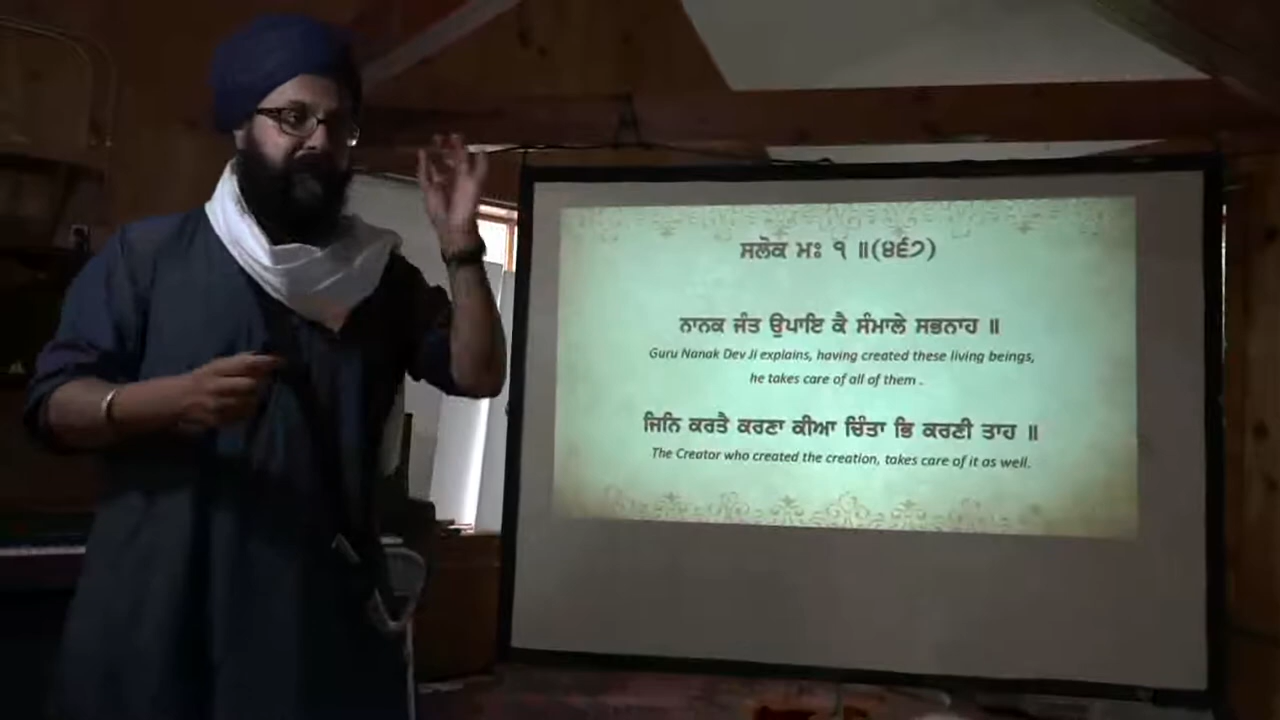 ਸਲੋਕ ਮਃ ੧ ॥(੪੬੭)
ਨਾਨਕ ਜੰਤ ਉਪਾਇ ਕੈ ਸੰਮਾਲੇ ਸਭਨਾਹ ॥
Guru Nanak Dev Ji explains, having created these living beings,
he takes care of all of them .
ਜਿਨਿ ਕਰਤੈ ਕਰਣਾ ਕੀਆ ਚਿੰਤਾ ਭਿ ਕਰਣੀ ਤਾਹ ॥
The Creator who created the creation, takes care of it as well.